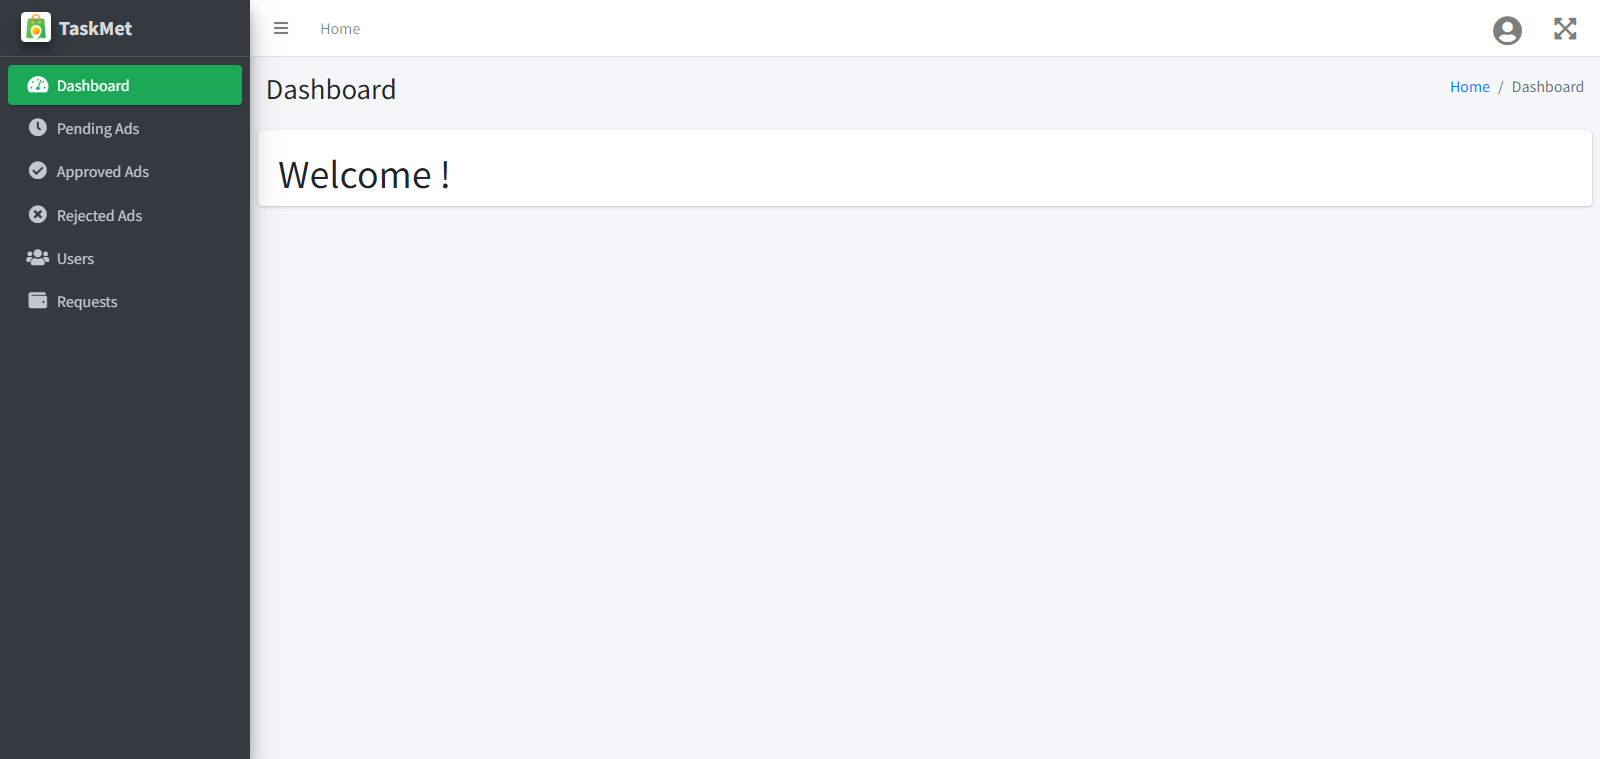 TaskMet
Dashboard
Pending Ads
Approved Ads
Rejected Ads
Users
Requests
Home
Dashboard
Home / Dashboard
Welcome !